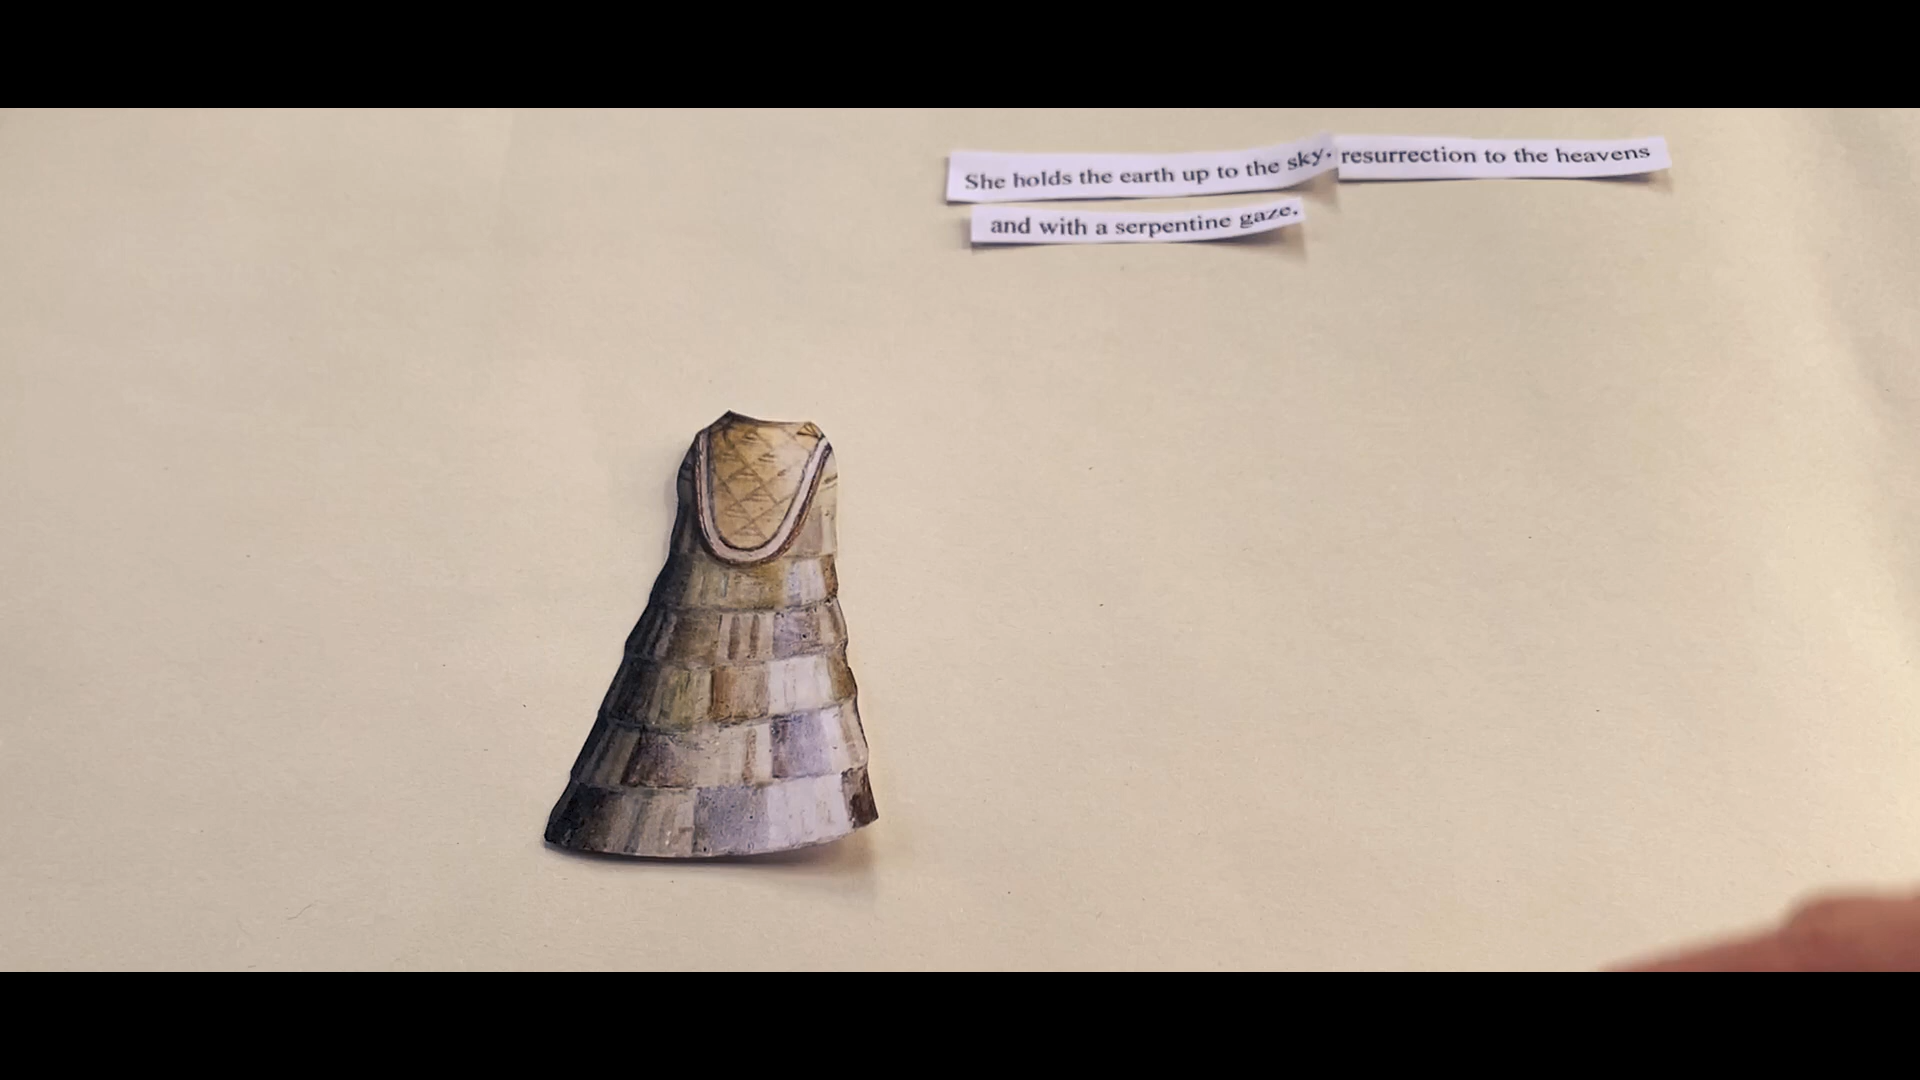 She holds the earth up to the sky. resurrection to the heavens
and with a serpentine gaze.